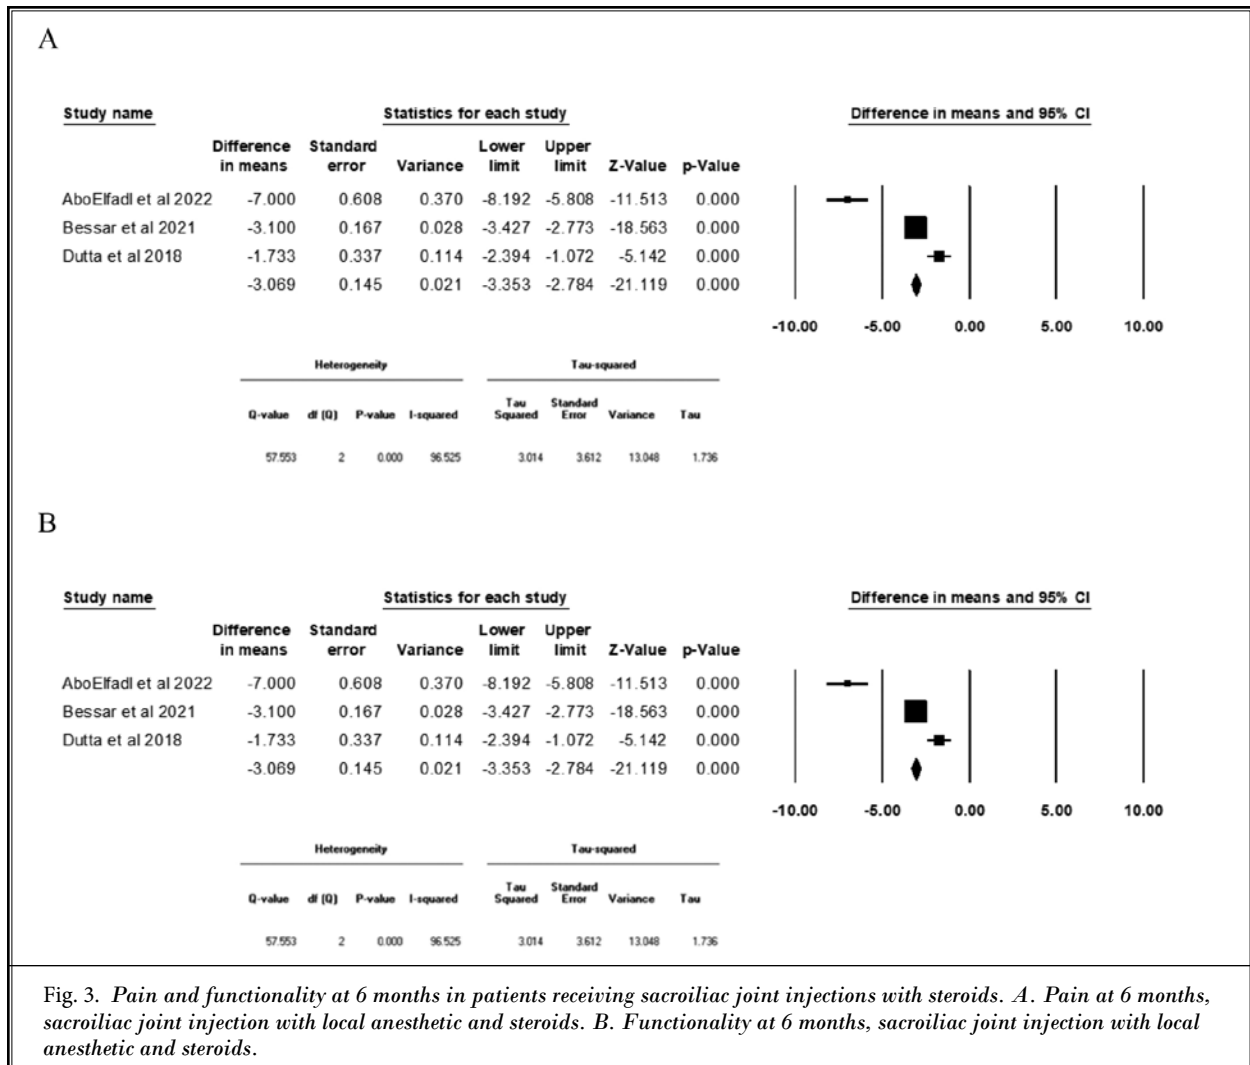 A
Study name Statistics for each study Difference in means and 95% CI
Difference Standard Lower Upper
in means error Variance limit limit Z-Value p-Value
AboElfadl et al 2022 -7.000 0.608 0.370 -8.192 -5.808 -11.513 0.000
Bessar et al 2021 -3.100 0.167 0.028 -3.427 -2.773 -18.563 0.000
Dutta et al 2018 -1.733 0.337 0.114 -2.394 -1.072 -5.142 0.000
-3.069 0.145 0.021 -3.353 -2.784 -21.119 0.000
-10.00 -5.00 0.00 5.00 10.00
Heterogeneity Tau-squared
Tau Standard
Q-value df (Q) P-value I-squared Squared Error Variance Tau
57.553 2 0.000 96.525 3.014 3.612 13.048 1.736
B
Study name Statistics for each study Difference in means and 95% CI
Difference Standard Lower Upper
in means error Variance limit limit Z-Value p-Value
AboElfadl et al 2022 -7.000 0.608 0.370 -8.192 -5.808 -11.513 0.000
Bessar et al 2021 -3.100 0.167 0.028 -3.427 -2.773 -18.563 0.000
Dutta et al 2018 -1.733 0.337 0.114 -2.394 -1.072 -5.142 0.000
-3.069 0.145 0.021 -3.353 -2.784 -21.119 0.000
-10.00 -5.00 0.00 5.00 10.00
Heterogeneity Tau-squared
Tau Standard
Q-value df (Q) P-value I-squared Squared Error Variance Tau
57.553 2 0.000 96.525 3.014 3.612 13.048 1.736
Fig. 3. Pain and functionality at 6 months in patients receiving sacroiliac joint injections with steroids. A. Pain at 6 months,
sacroiliac joint injection with local anesthetic and steroids. B. Functionality at 6 months, sacroiliac joint injection with local
anesthetic and steroids.